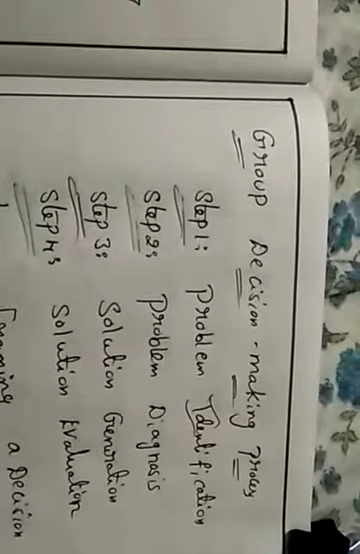 Group Decision-making proces
Step 1: Problem Identification
Step 2: Problem Diagnosis
Step 3: Solution Generation
Step 4: Solution Evaluation
a Decision